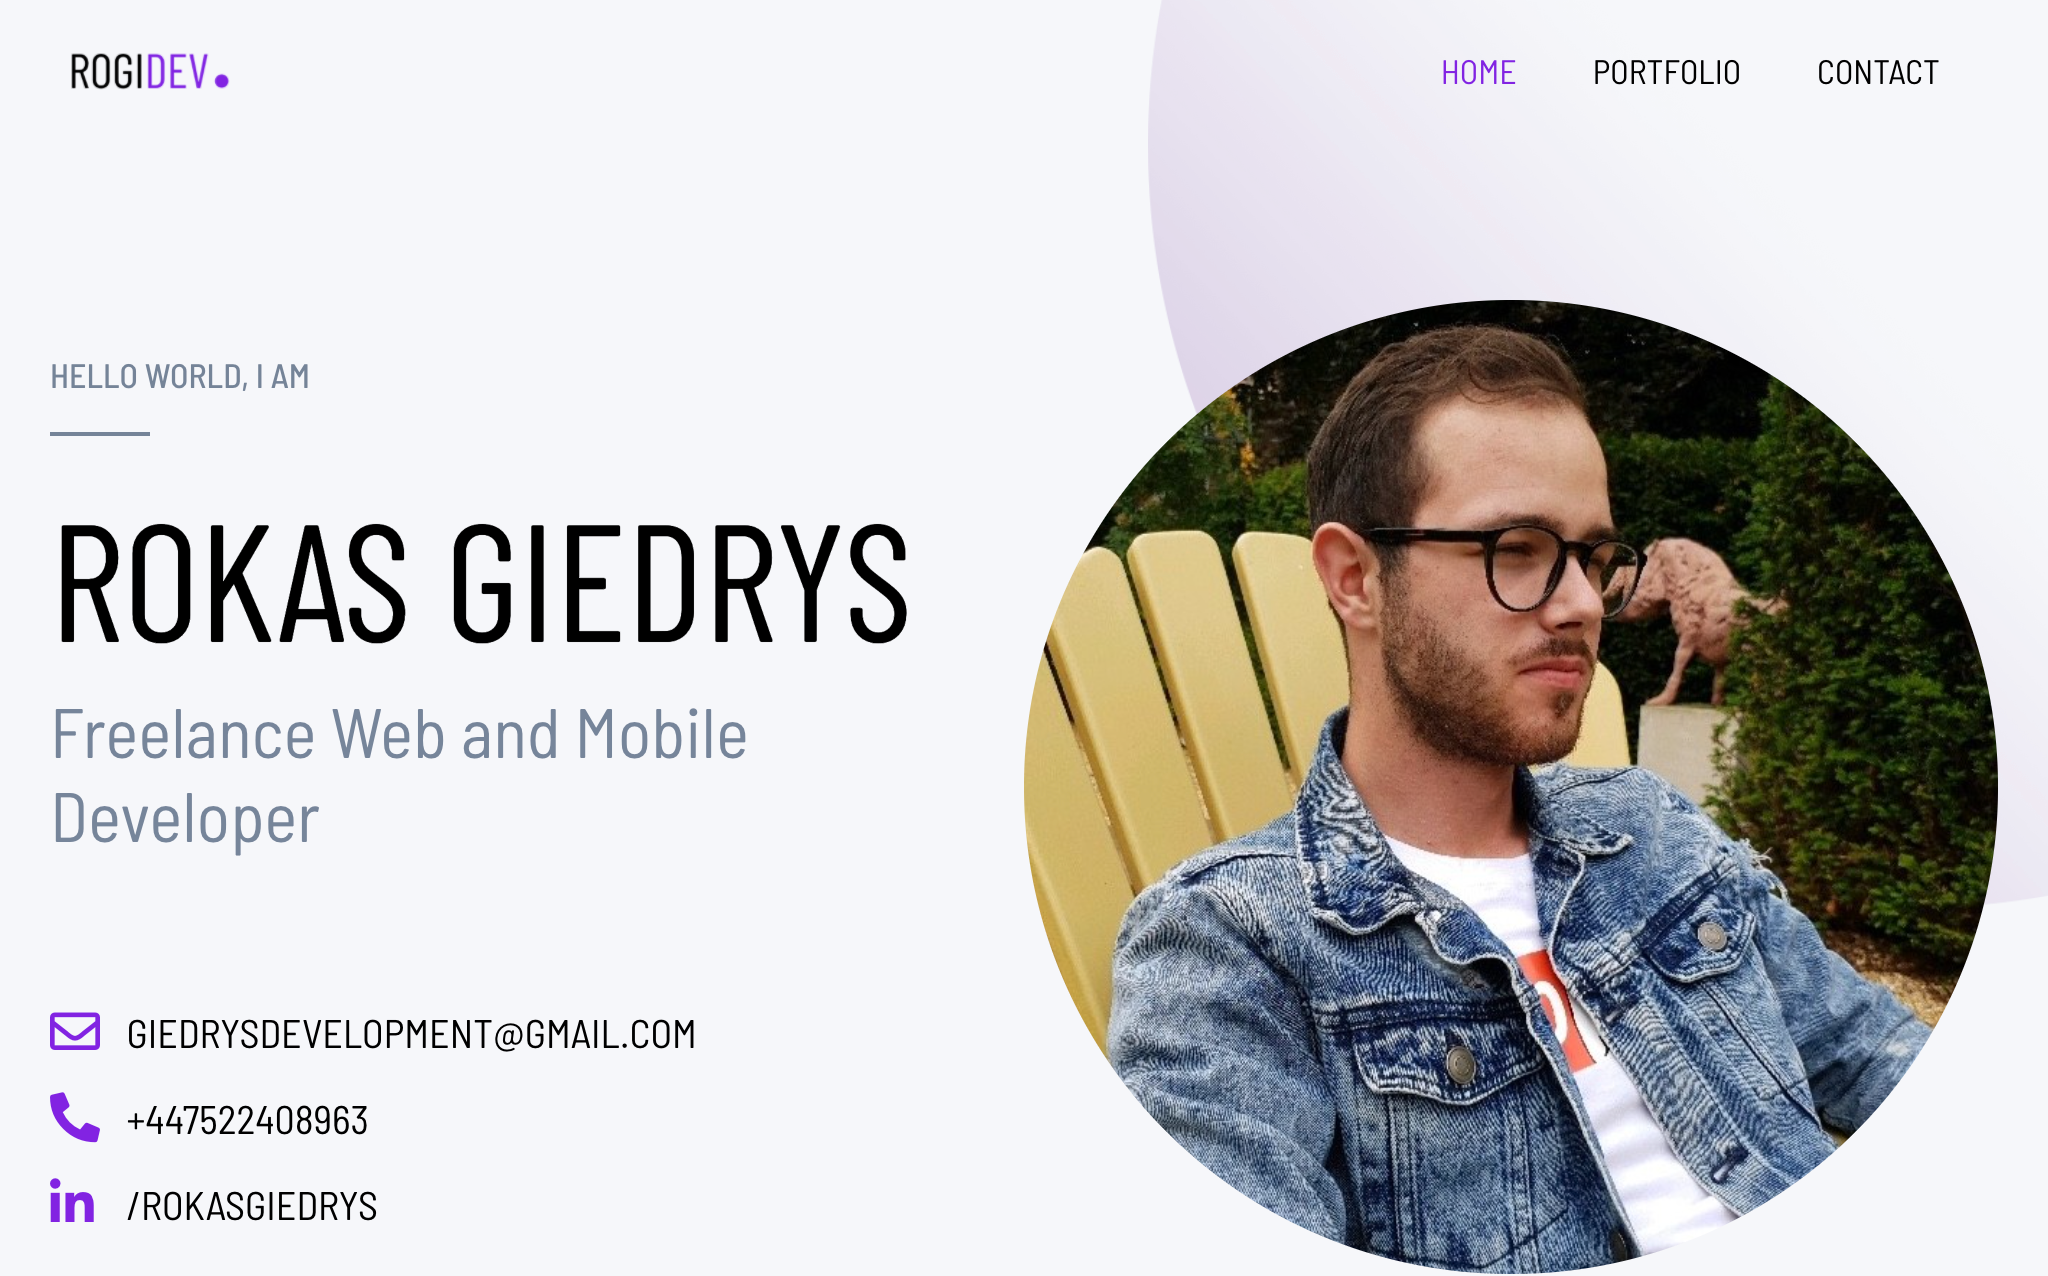 ROGIDEV.
HOME
PORTFOLIO
CONTACT
HELLO WORLD, I AM
ROKAS GIEDRYS
Freelance Web and Mobile
Developer
GIEDRYSDEVELOPMENT@GMAIL.COM
+447522408963
in /ROKASGIEDRYS